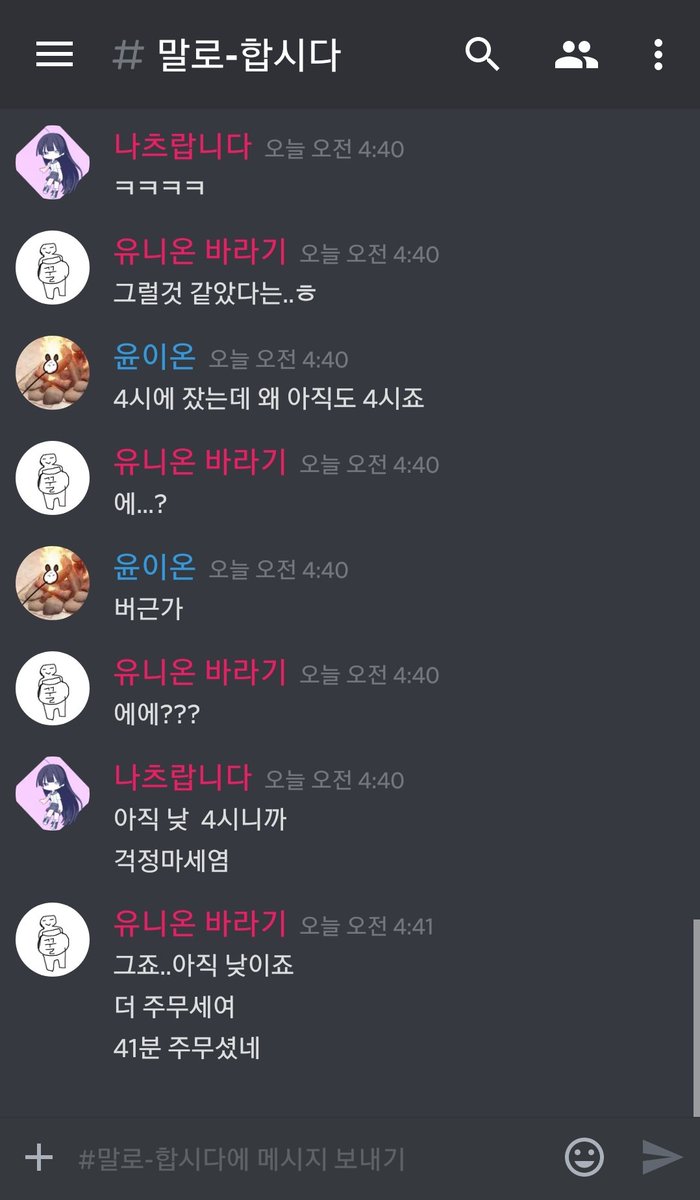 # 말로-합시다
나츠랍니다 오늘 오전 4:40
ㅋㅋㅋㅋ
유니온 바라기 오늘 오전 4:40
그럴것 같았다는..ㅎ
윤이온 오늘 오전 4:40
4시에 잤는데 왜 아직도 4시죠
유니온 바라기 오늘 오전 4:40
에...?
윤이온 오늘 오전 4:40
버근가
유니온 바라기 오늘 오전 4:40
에에???
나츠랍니다 오늘 오전 4:40
아직 낮  4시니까
걱정마세염
유니온 바라기 오늘 오전 4:41
그죠..아직 낮이죠
더 주무세여
41분 주무셨네
#말로-합시다에 메시지 보내기